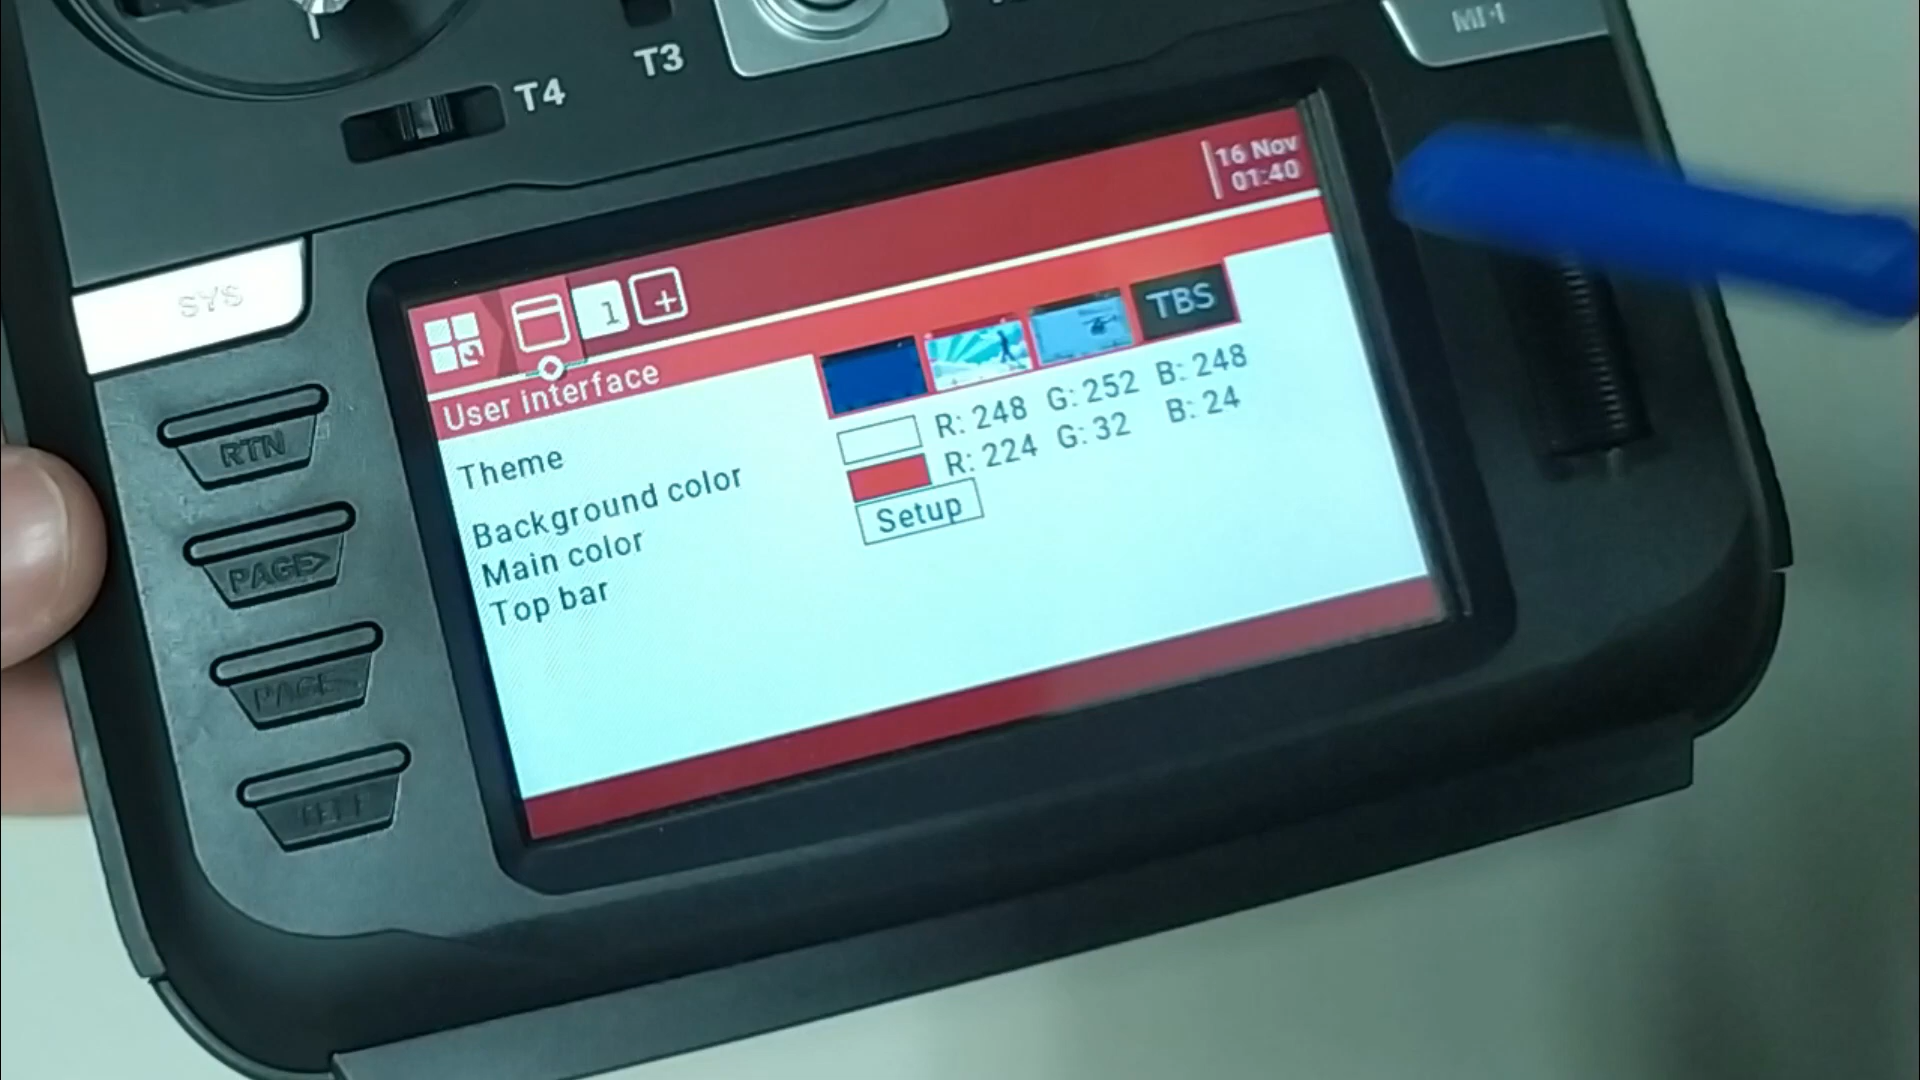 T3
T4
SYS
RTN
PAGE>
PAGE
TELE
16 Nov
01:40
1
+
User interface
Theme
TBS
Background color
R: 248 G: 252 B: 248
Main color
R: 224 G: 32 B: 24
Top bar
Setup